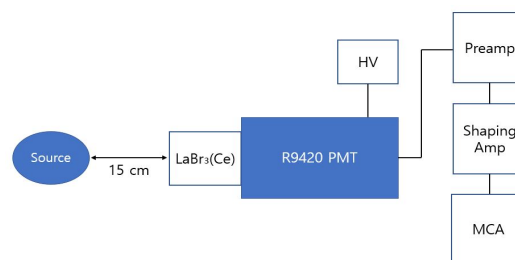 HV
Preamp
Source
15 cm
LaBr₃(Ce)
R9420 PMT
Shaping
Amp
MCA